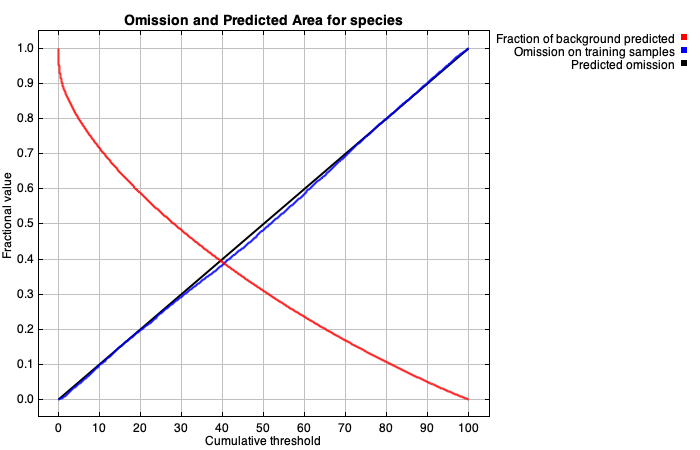 Omission and Predicted Area for species
Fraction of background predicted
Omission on training samples
Predicted omission
Fractional value
1.0
0.9
0.8
0.7
0.6
0.5
0.4
0.3
0.2
0.1
0.0
0 10 20 30 40 50 60 70 80 90 100
Cumulative threshold